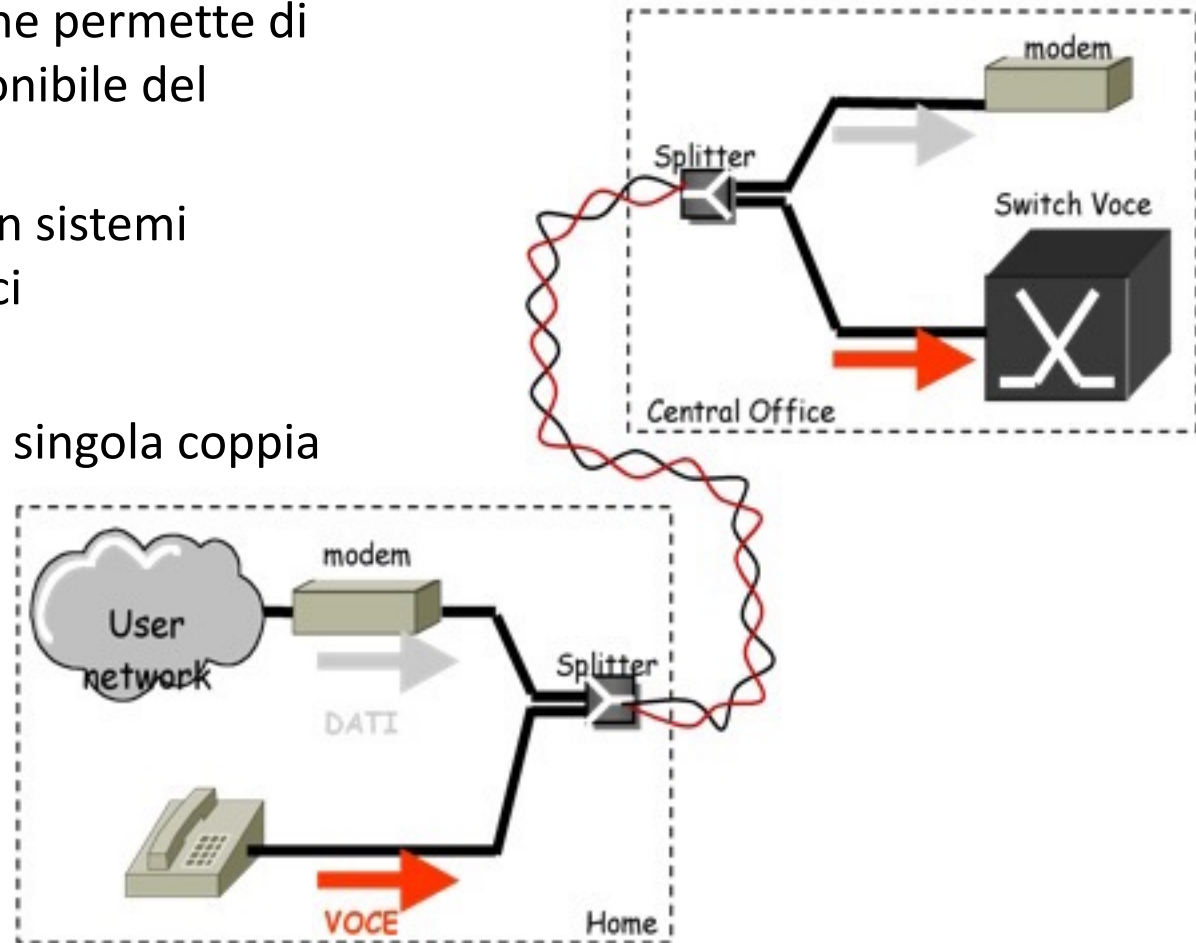 ne permette di
onibile del
n sistemi
ci
singola coppia
modem
Splitter
Switch Voce
Central Office
modem
User
network
Splitter
DATI
VOCE
Home